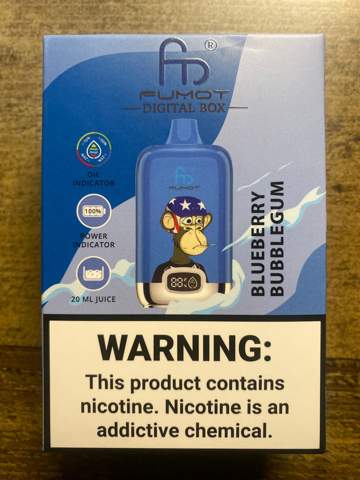 ®
FUMOT
DIGITAL BOX
OIL
INDICATOR
100%
POWER
INDICATOR
20 ML JUICE
FUMOT
88%
BLUEBERRY
BUBBLEGUM
WARNING:
This product contains
nicotine. Nicotine is an
addictive chemical.